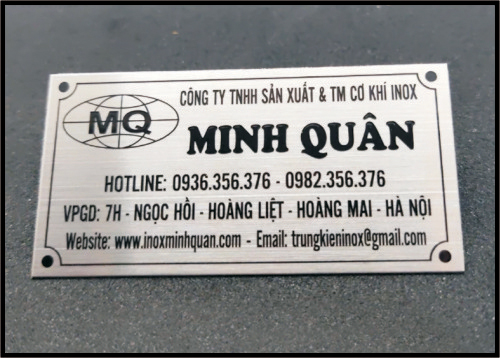 CÔNG TY TNHH SẢN XUẤT & TM CƠ KHÍ INOX
MQ
MINH QUÂN
HOTLINE: 0936.356.376 - 0982.356.376
VPGD: 7H - NGỌC HỒI - HOÀNG LIỆT - HOÀNG MAI - HÀ NỘI
Website: www.inoxminhquan.com - Email: trungkieninox@gmail.com